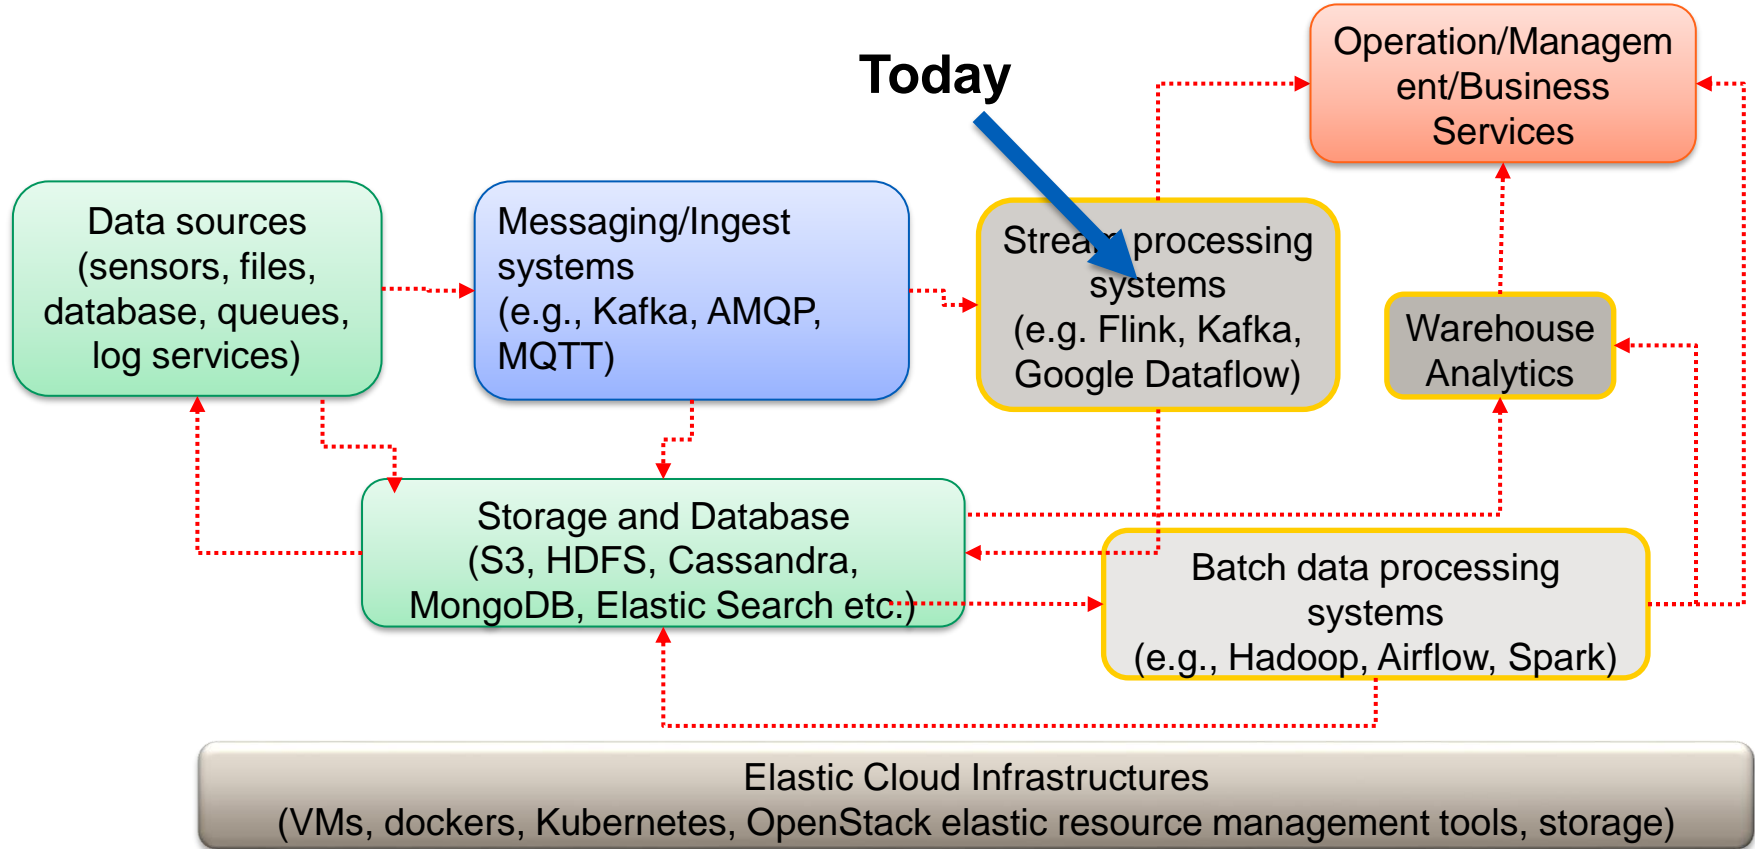 Today
Operation/Managem
ent/Business
Services
Data sources
(sensors, files,
database, queues,
log services)
Messaging/Ingest
systems
(e.g., Kafka, AMQP,
MQTT)
Stream processing
systems
(e.g. Flink, Kafka,
Google Dataflow)
Warehouse
Analytics
Storage and Database
(S3, HDFS, Cassandra,
MongoDB, Elastic Search etc.)
Batch data processing
systems
(e.g., Hadoop, Airflow, Spark)
Elastic Cloud Infrastructures
(VMs, dockers, Kubernetes, OpenStack elastic resource management tools, storage)